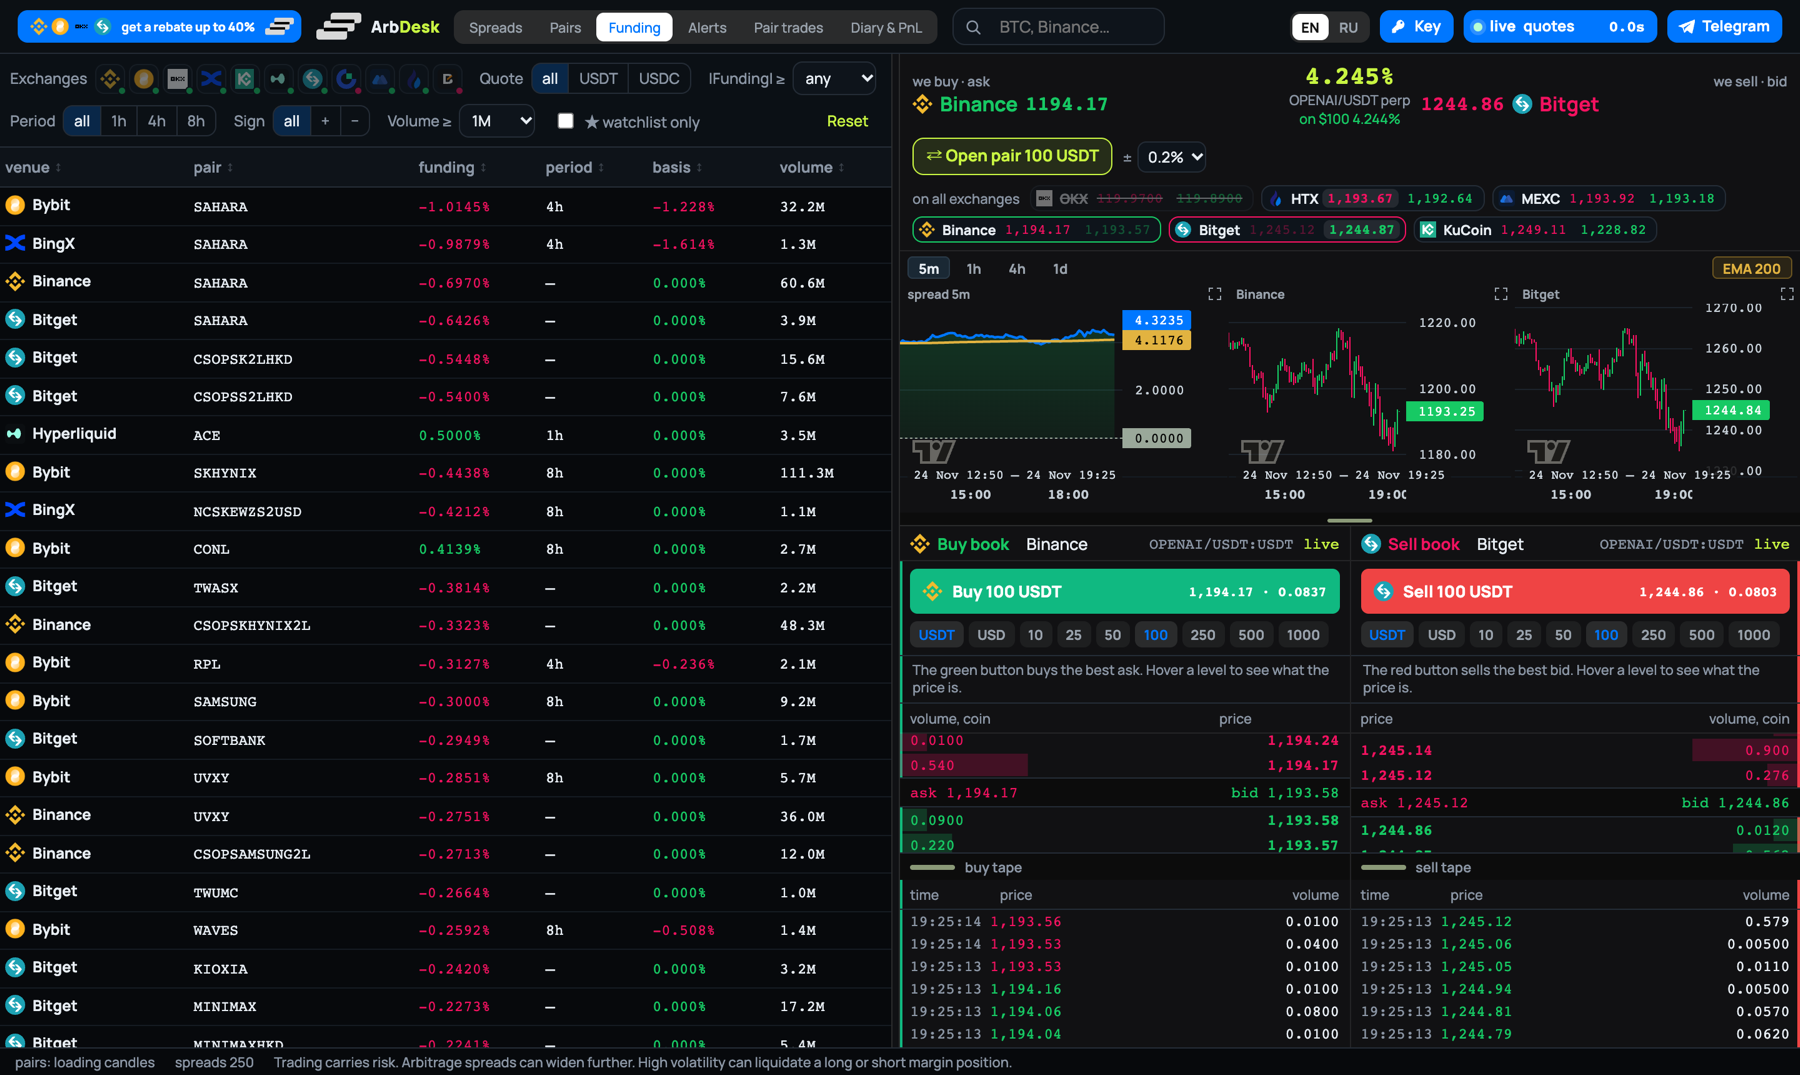 get a rebate up to 40%
ArbDesk
Spreads Pairs Funding Alerts Pair trades Diary & PnL
BTC, Binance...
EN RU
Key
live quotes 0.0s
Telegram
Exchanges
Quote all USDT USDC
|Funding| ≥ any
Period all 1h 4h 8h
Sign all + −
Volume ≥ 1M
★ watchlist only
Reset
venue pair funding period basis volume
Bybit SAHARA -1.0145% 4h -1.228% 32.2M
BingX SAHARA -0.9879% 4h -1.614% 1.3M
Binance SAHARA -0.6970% — 0.000% 60.6M
Bitget SAHARA -0.6426% — 0.000% 3.9M
Bitget CSOPSK2LHKD -0.5448% — 0.000% 15.6M
Bitget CSOPSS2LHKD -0.5400% — 0.000% 7.6M
Hyperliquid ACE 0.5000% 1h 0.000% 3.5M
Bybit SKHYNIX -0.4438% 8h 0.000% 111.3M
BingX NCSKEWZS2USD -0.4212% 8h 0.000% 1.1M
Bybit CONL 0.4139% 8h 0.000% 2.7M
Bitget TWASX -0.3814% — 0.000% 2.2M
Binance CSOPSKHYNIX2L -0.3323% — 0.000% 48.3M
Bybit RPL -0.3127% 4h -0.236% 2.1M
Bybit SAMSUNG -0.3000% 8h 0.000% 9.2M
Bitget SOFTBANK -0.2949% — 0.000% 1.7M
Bybit UVXY -0.2851% 8h 0.000% 5.7M
Binance UVXY -0.2751% — 0.000% 36.0M
Binance CSOPSAMSUNG2L -0.2713% — 0.000% 12.0M
Bitget TWUMC -0.2664% — 0.000% 1.0M
Bybit WAVES -0.2592% 8h -0.508% 1.4M
Bitget KIOXIA -0.2420% — 0.000% 3.2M
Bitget MINIMAX -0.2273% — 0.000% 17.2M
Bitget MINIMAXHKD -0.2241% — 0.000% 5.4M
we buy · ask
Binance 1194.17
4.245%
OPENAI/USDT perp
on $100 4.244%
we sell · bid
1244.86 Bitget
⇄ Open pair 100 USDT ± 0.2%
on all exchanges OKX 119.9700 119.8900 HTX 1,193.67 1,192.64 MEXC 1,193.92 1,193.18
Binance 1,194.17 1,193.57 Bitget 1,245.12 1,244.87 KuCoin 1,249.11 1,228.82
5m 1h 4h 1d EMA 200
spread 5m
4.3235
4.1176
2.0000
0.0000
24 Nov 12:50 — 24 Nov 19:25
15:00 18:00
Binance
1220.00
1200.00
1193.25
1180.00
24 Nov 12:50 — 24 Nov 19:25
15:00 19:00
Bitget
1270.00
1260.00
1250.00
1244.84
1240.00
24 Nov 12:50 — 24 Nov 19:25
15:00 19:00
Buy book Binance OPENAI/USDT:USDT live
Buy 100 USDT 1,194.17 · 0.0837
USDT USD 10 25 50 100 250 500 1000
The green button buys the best ask. Hover a level to see what the
price is.
volume, coin price
0.0100 1,194.24
0.540 1,194.17
ask 1,194.17 bid 1,193.58
0.0900 1,193.58
0.220 1,193.57
buy tape
time price volume
19:25:14 1,193.56 0.0100
19:25:14 1,193.53 0.0400
19:25:13 1,193.53 0.0100
19:25:13 1,194.16 0.0100
19:25:13 1,194.06 0.0800
19:25:13 1,194.04 0.0100
Sell book Bitget OPENAI/USDT:USDT live
Sell 100 USDT 1,244.86 · 0.0803
USDT USD 10 25 50 100 250 500 1000
The red button sells the best bid. Hover a level to see what the
price is.
price volume, coin
1,245.14 0.900
1,245.12 0.276
ask 1,245.12 bid 1,244.86
1,244.86 0.0120
sell tape
time price volume
19:25:13 1,245.12 0.579
19:25:13 1,245.06 0.00500
19:25:13 1,245.05 0.0110
19:25:13 1,244.94 0.00500
19:25:13 1,244.81 0.0570
19:25:13 1,244.79 0.0620
pairs: loading candles spreads 250 Trading carries risk. Arbitrage spreads can widen further. High volatility can liquidate a long or short margin position.